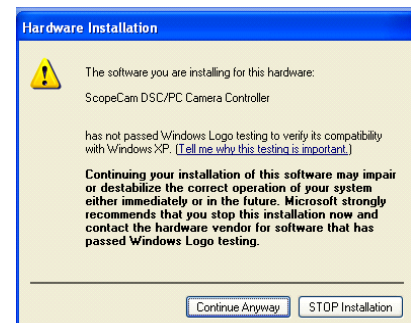 Hardware Installation
The software you are installing for this hardware:
ScopeCam DSC/PC Camera Controller
has not passed Windows Logo testing to verify its compatibility
with Windows XP. (Tell me why this testing is important.)
Continuing your installation of this software may impair
or destabilize the correct operation of your system
either immediately or in the future. Microsoft strongly
recommends that you stop this installation now and
contact the hardware vendor for software that has
passed Windows Logo testing.
Continue Anyway
STOP Installation